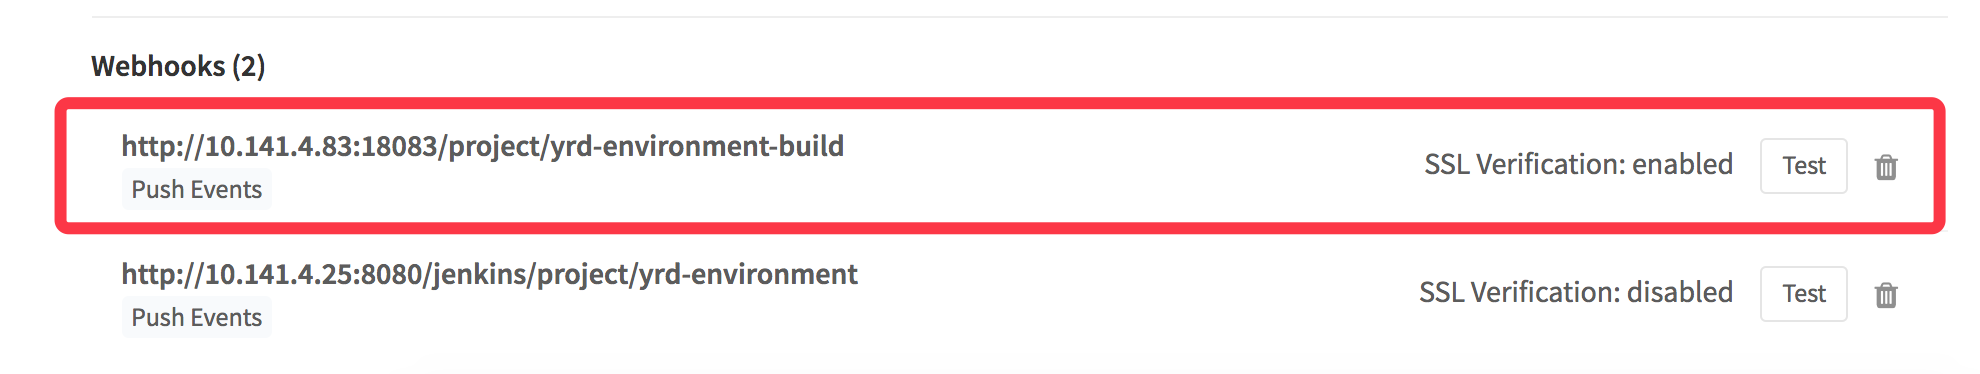 Webhooks (2)
http://10.141.4.83:18083/project/yrd-environment-build
Push Events
SSL Verification: enabled
Test
http://10.141.4.25:8080/jenkins/project/yrd-environment
Push Events
SSL Verification: disabled
Test